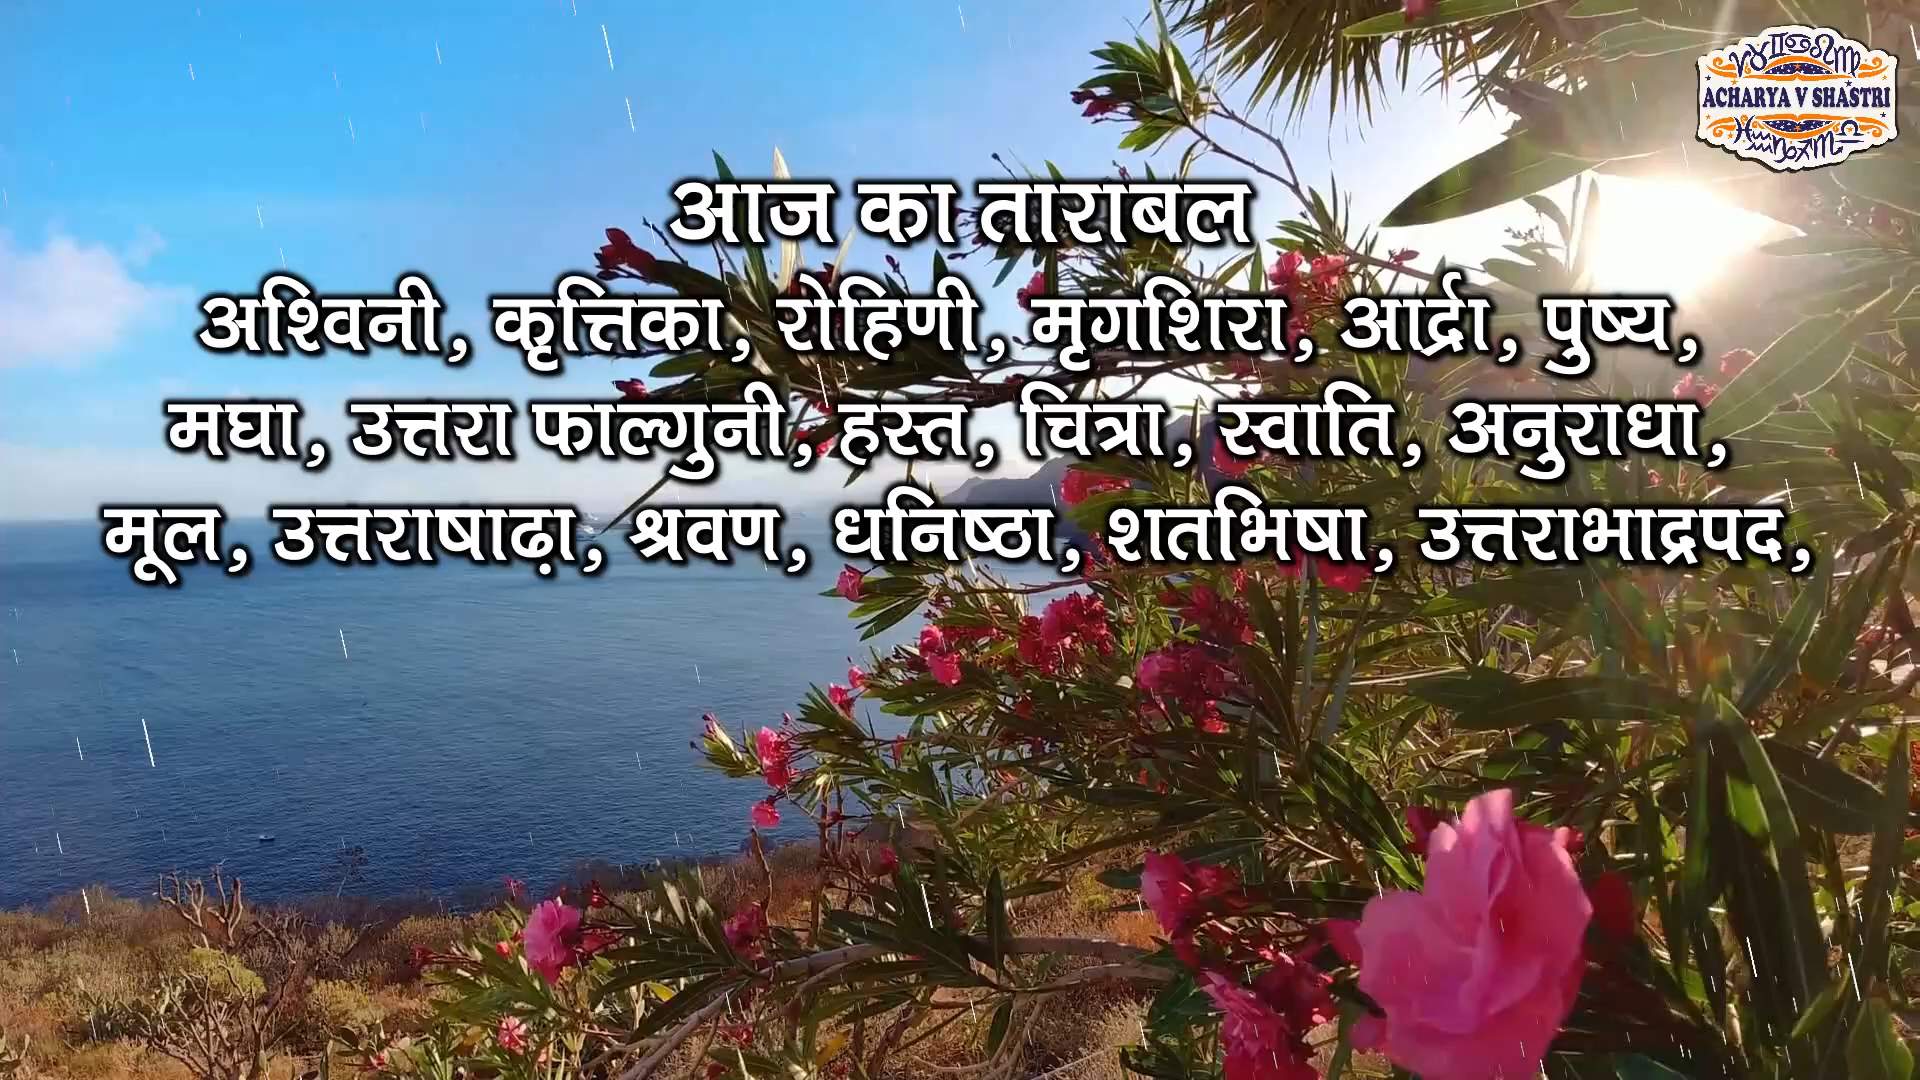 ACHARYA V SHASTRI
आज का ताराबल
अश्विनी, कृत्तिका, रोहिणी, मृगशिरा, आर्द्रा, पुष्य,
मघा, उत्तरा फाल्गुनी, हस्त, चित्रा, स्वाति, अनुराधा,
मूल, उत्तराषाढ़ा, श्रवण, धनिष्ठा, शतभिषा, उत्तराभाद्रपद,